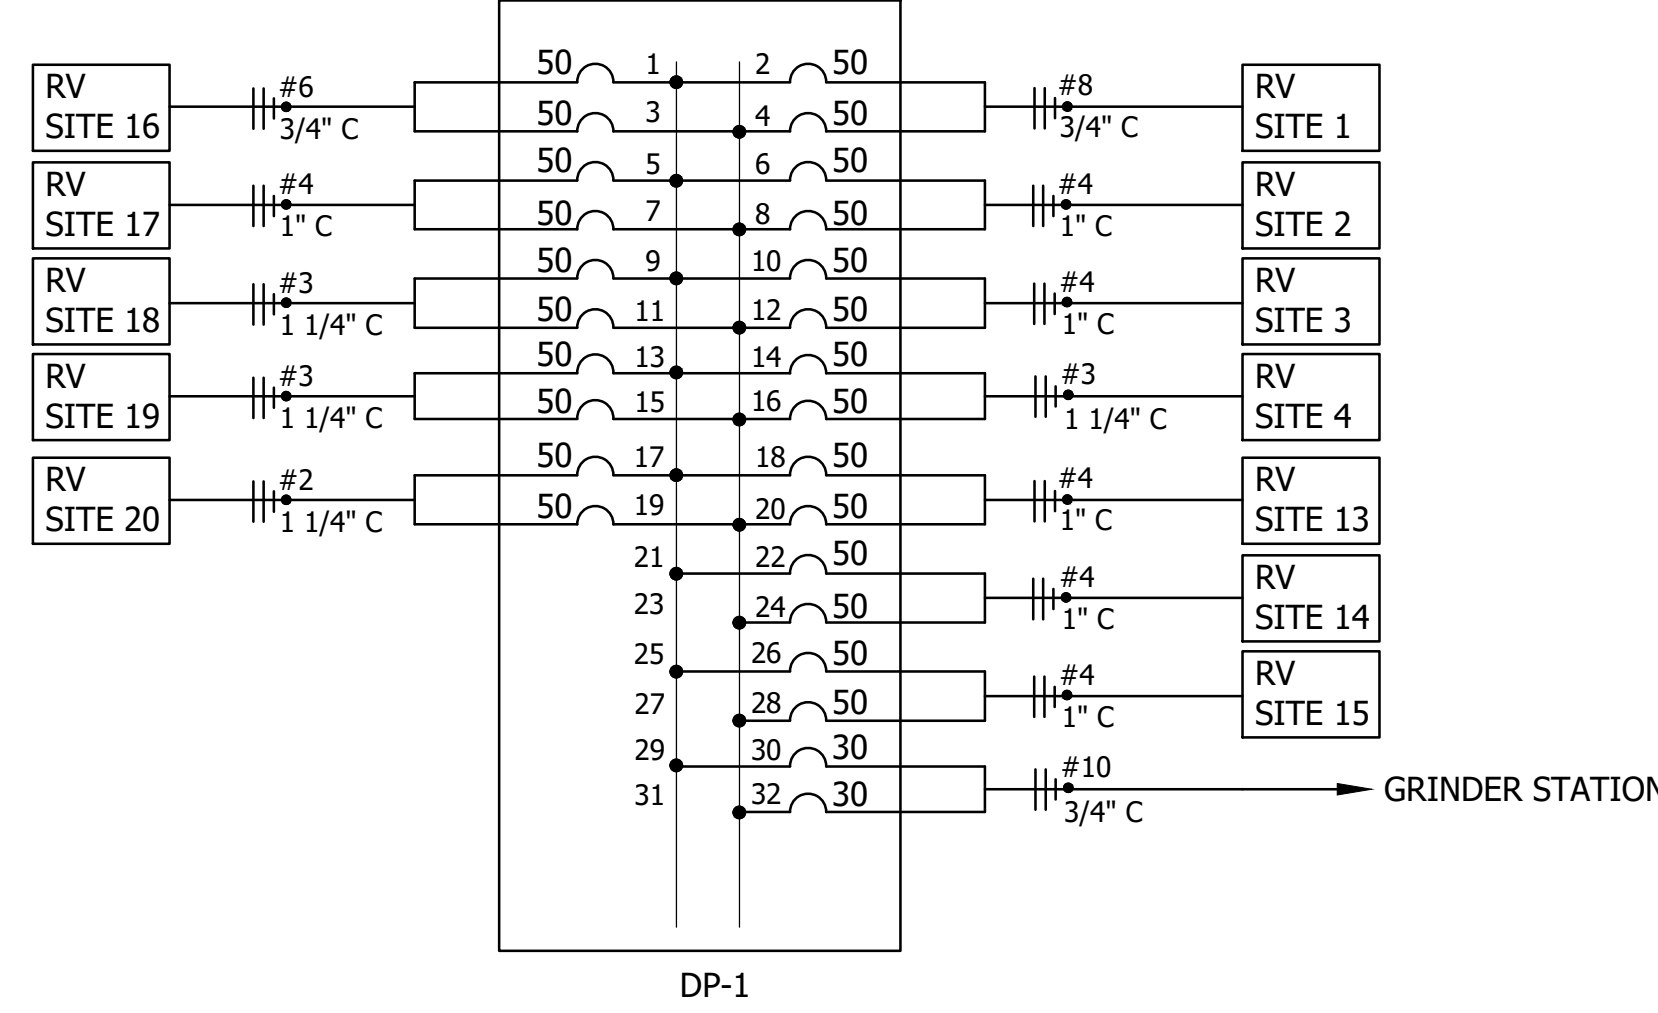 50 1 2 50
RV
SITE 16
#6
3/4" C
#8
3/4" C
RV
SITE 1
50 3 4 50
50 5 6 50
RV
SITE 17
#4
1" C
#4
1" C
RV
SITE 2
50 7 8 50
50 9 10 50
RV
SITE 18
#3
1 1/4" C
#4
1" C
RV
SITE 3
50 11 12 50
50 13 14 50
RV
SITE 19
#3
1 1/4" C
#3
1 1/4" C
RV
SITE 4
50 15 16 50
50 17 18 50
RV
SITE 20
#2
1 1/4" C
#4
1" C
RV
SITE 13
50 19 20 50
21 22 50
#4
1" C
RV
SITE 14
23 24 50
25 26 50
#4
1" C
RV
SITE 15
27 28 50
29 30 30
#10
3/4" C
GRINDER STATION
31 32 30
DP-1